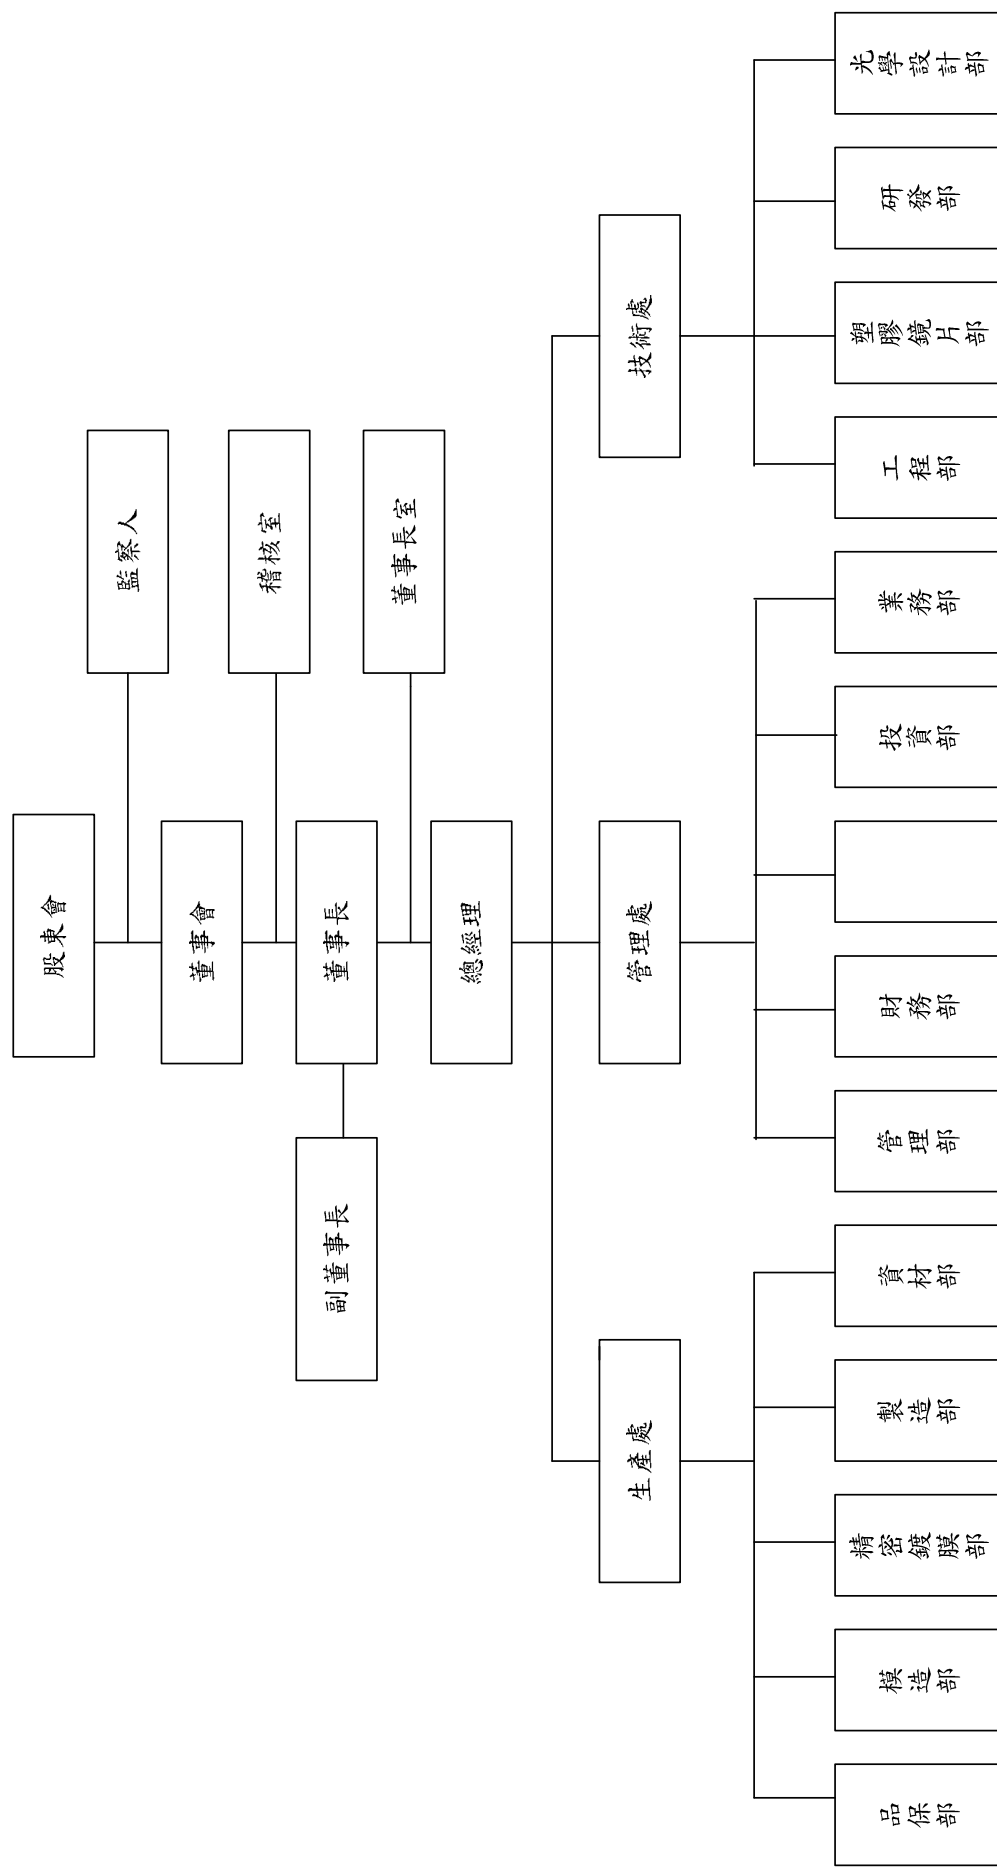 股東會
監察人
董事會
稽核室
副董事長
董事長
董事長室
總經理
生產處
管理處
技術處
品保部
模造部
精密鍍膜部
製造部
資材部
管理部
財務部
投資部
業務部
工程部
塑膠鏡片部
研發部
光學設計部